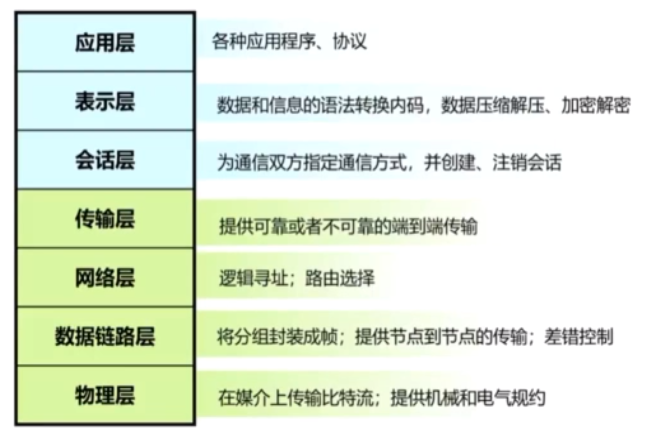 应用层 各种应用程序、协议
表示层 数据和信息的语法转换内码，数据压缩解压、加密解密
会话层 为通信双方指定通信方式，并创建、注销会话
传输层 提供可靠或者不可靠的端到端传输
网络层 逻辑寻址；路由选择
数据链路层 将分组封装成帧；提供节点到节点的传输；差错控制
物理层 在媒介上传输比特流；提供机械和电气规约